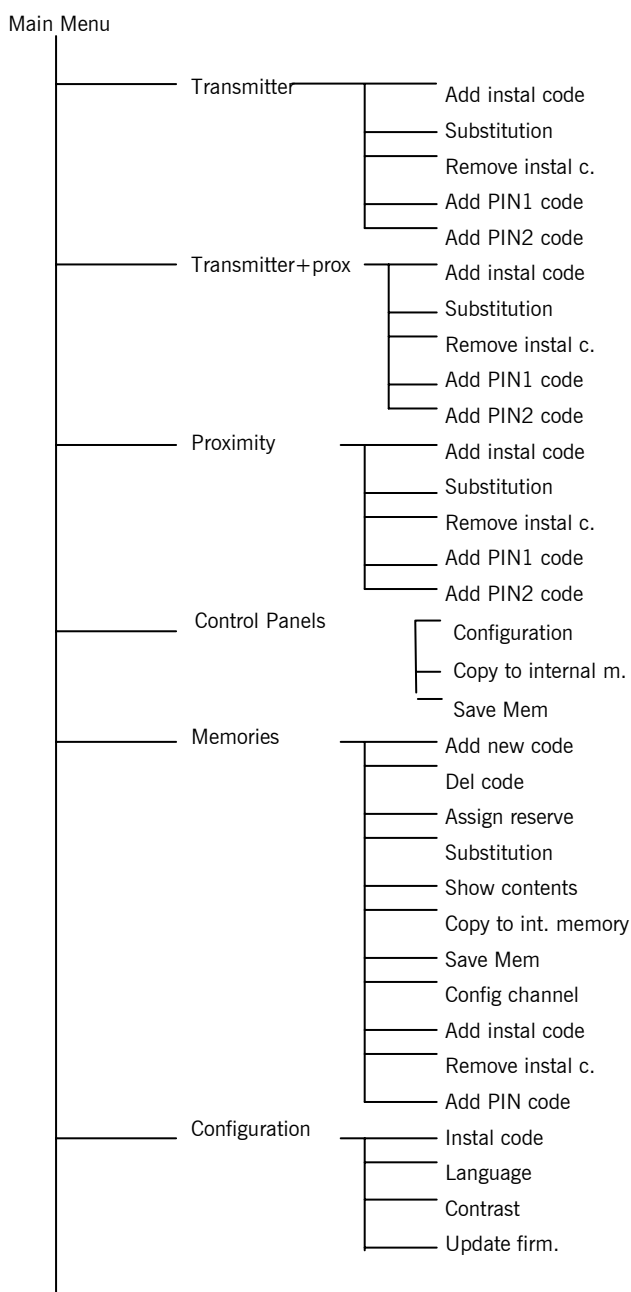 Main Menu
Transmitter
Add instal code
Substitution
Remove instal c.
Add PIN1 code
Add PIN2 code
Transmitter+prox
Add instal code
Substitution
Remove instal c.
Add PIN1 code
Add PIN2 code
Proximity
Add instal code
Substitution
Remove instal c.
Add PIN1 code
Add PIN2 code
Control Panels
Configuration
Copy to internal m.
Save Mem
Memories
Add new code
Del code
Assign reserve
Substitution
Show contents
Copy to int. memory
Save Mem
Config channel
Add instal code
Remove instal c.
Add PIN code
Configuration
Instal code
Language
Contrast
Update firm.